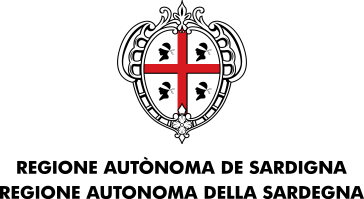 REGIONE AUTÒNOMA DE SARDIGNA
REGIONE AUTONOMA DELLA SARDEGNA